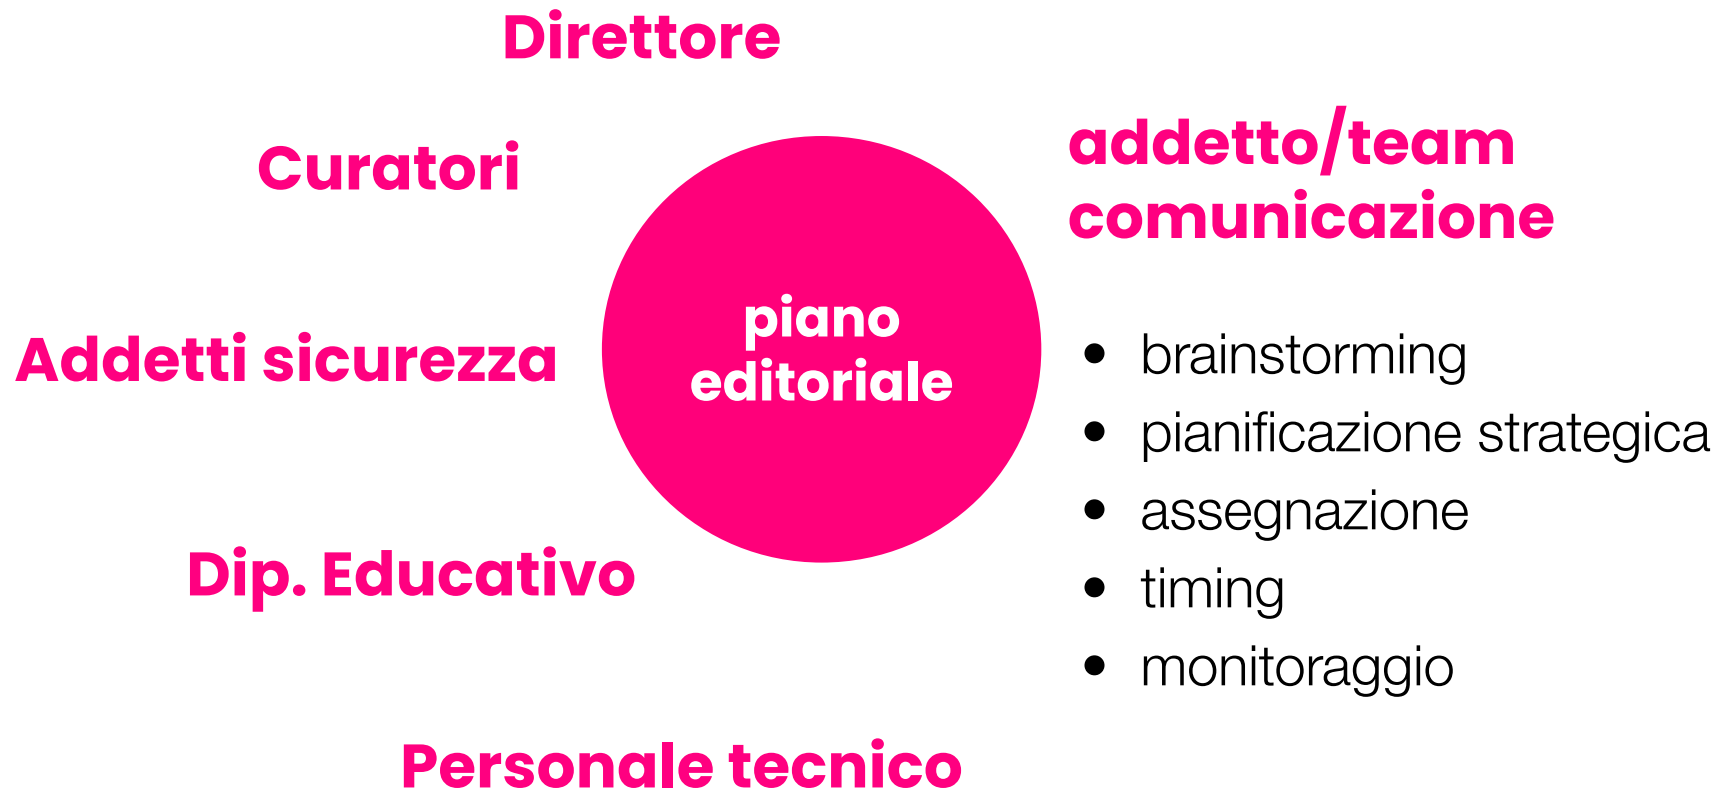 Direttore
Curatori
Addetti sicurezza
Dip. Educativo
Personale tecnico
piano
editoriale
addetto/team
comunicazione
• brainstorming
• pianificazione strategica
• assegnazione
• timing
• monitoraggio